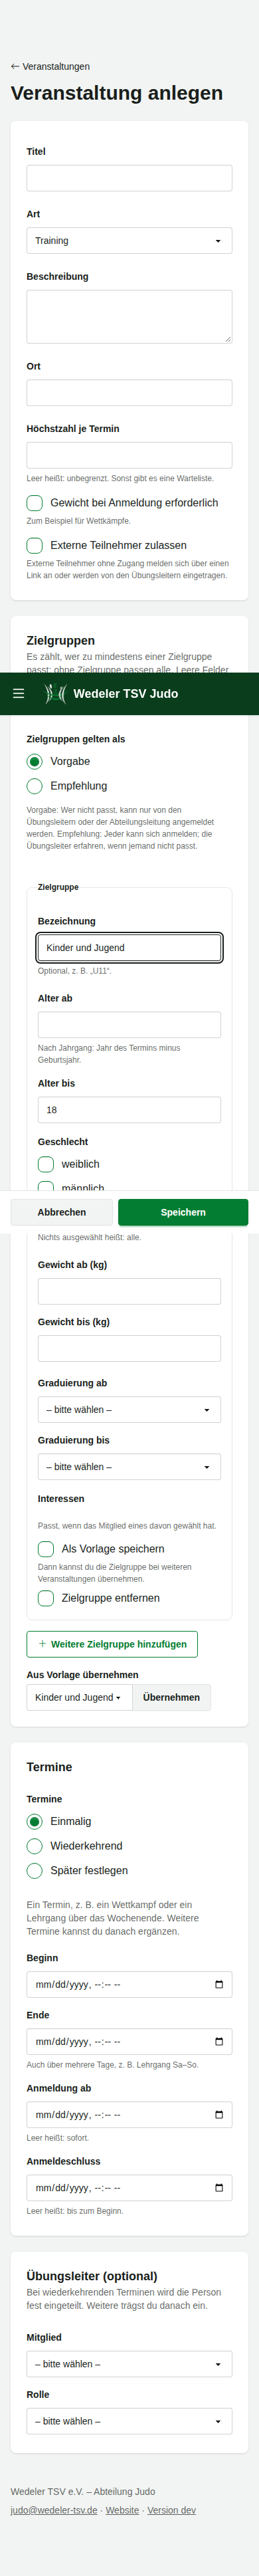 ← Veranstaltungen
Veranstaltung anlegen
Titel
Art
Training
Beschreibung
Ort
Höchstzahl je Termin
Leer heißt: unbegrenzt. Sonst gibt es eine Warteliste.
Gewicht bei Anmeldung erforderlich
Zum Beispiel für Wettkämpfe.
Externe Teilnehmer zulassen
Externe Teilnehmer ohne Zugang melden sich über einen
Link an oder werden von den Übungsleitern eingetragen.
Zielgruppen
Es zählt, wer zu mindestens einer Zielgruppe
passt; ohne Zielgruppe passen alle. Leere Felder
Wedeler TSV Judo
Zielgruppen gelten als
Vorgabe
Empfehlung
Vorgabe: Wer nicht passt, kann nur von den
Übungsleitern oder der Abteilungsleitung angemeldet
werden. Empfehlung: Jeder kann sich anmelden; die
Übungsleiter erfahren, wenn jemand nicht passt.
Zielgruppe
Bezeichnung
Kinder und Jugend
Optional, z. B. „U11“.
Alter ab
Nach Jahrgang: Jahr des Termins minus
Geburtsjahr.
Alter bis
18
Geschlecht
weiblich
männlich
Abbrechen
Speichern
Nichts ausgewählt heißt: alle.
Gewicht ab (kg)
Gewicht bis (kg)
Graduierung ab
– bitte wählen –
Graduierung bis
– bitte wählen –
Interessen
Passt, wenn das Mitglied eines davon gewählt hat.
Als Vorlage speichern
Dann kannst du die Zielgruppe bei weiteren
Veranstaltungen übernehmen.
Zielgruppe entfernen
+ Weitere Zielgruppe hinzufügen
Aus Vorlage übernehmen
Kinder und Jugend
Übernehmen
Termine
Termine
Einmalig
Wiederkehrend
Später festlegen
Ein Termin, z. B. ein Wettkampf oder ein
Lehrgang über das Wochenende. Weitere
Termine kannst du danach ergänzen.
Beginn
mm/dd/yyyy, --:-- --
Ende
mm/dd/yyyy, --:-- --
Auch über mehrere Tage, z. B. Lehrgang Sa–So.
Anmeldung ab
mm/dd/yyyy, --:-- --
Leer heißt: sofort.
Anmeldeschluss
mm/dd/yyyy, --:-- --
Leer heißt: bis zum Beginn.
Übungsleiter (optional)
Bei wiederkehrenden Terminen wird die Person
fest eingeteilt. Weitere trägst du danach ein.
Mitglied
– bitte wählen –
Rolle
– bitte wählen –
Wedeler TSV e.V. – Abteilung Judo
judo@wedeler-tsv.de · Website · Version dev